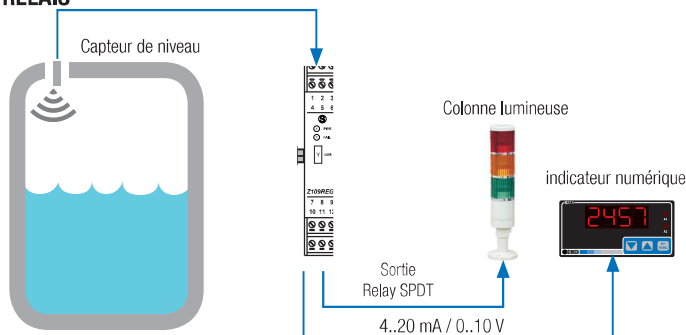 RELAIS
Capteur de niveau
1 2 3
4 5 6
PWR
FAIL
Z109REG
7 8 9
10 11 12
Colonne lumineuse
indicateur numérique
2457
Sortie
Relay SPDT
4..20 mA / 0..10 V